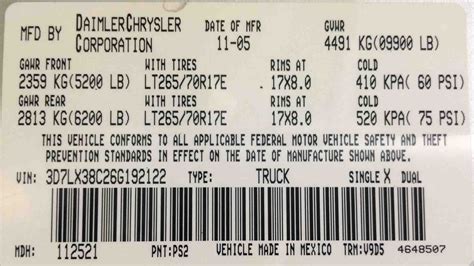 MFD BY DAIMLERCHRYSLER CORPORATION DATE OF MFR 11-05 GVWR 4491 KG(09900 LB)
GAWR FRONT WITH TIRES RIMS AT COLD
2359 KG(5200 LB) LT265/70R17E 17X8.0 410 KPA( 60 PSI)
GAWR REAR WITH TIRES RIMS AT COLD
2813 KG(6200 LB) LT265/70R17E 17X8.0 520 KPA( 75 PSI)
THIS VEHICLE CONFORMS TO ALL APPLICABLE FEDERAL MOTOR VEHICLE SAFETY AND THEFT
PREVENTION STANDARDS IN EFFECT ON THE DATE OF MANUFACTURE SHOWN ABOVE.
VIN: 3D7LX38C26G192122 TYPE: TRUCK SINGLE X DUAL
MDH: 112521 PNT:PS2 VEHICLE MADE IN MEXICO TRM:V9D5 4648507